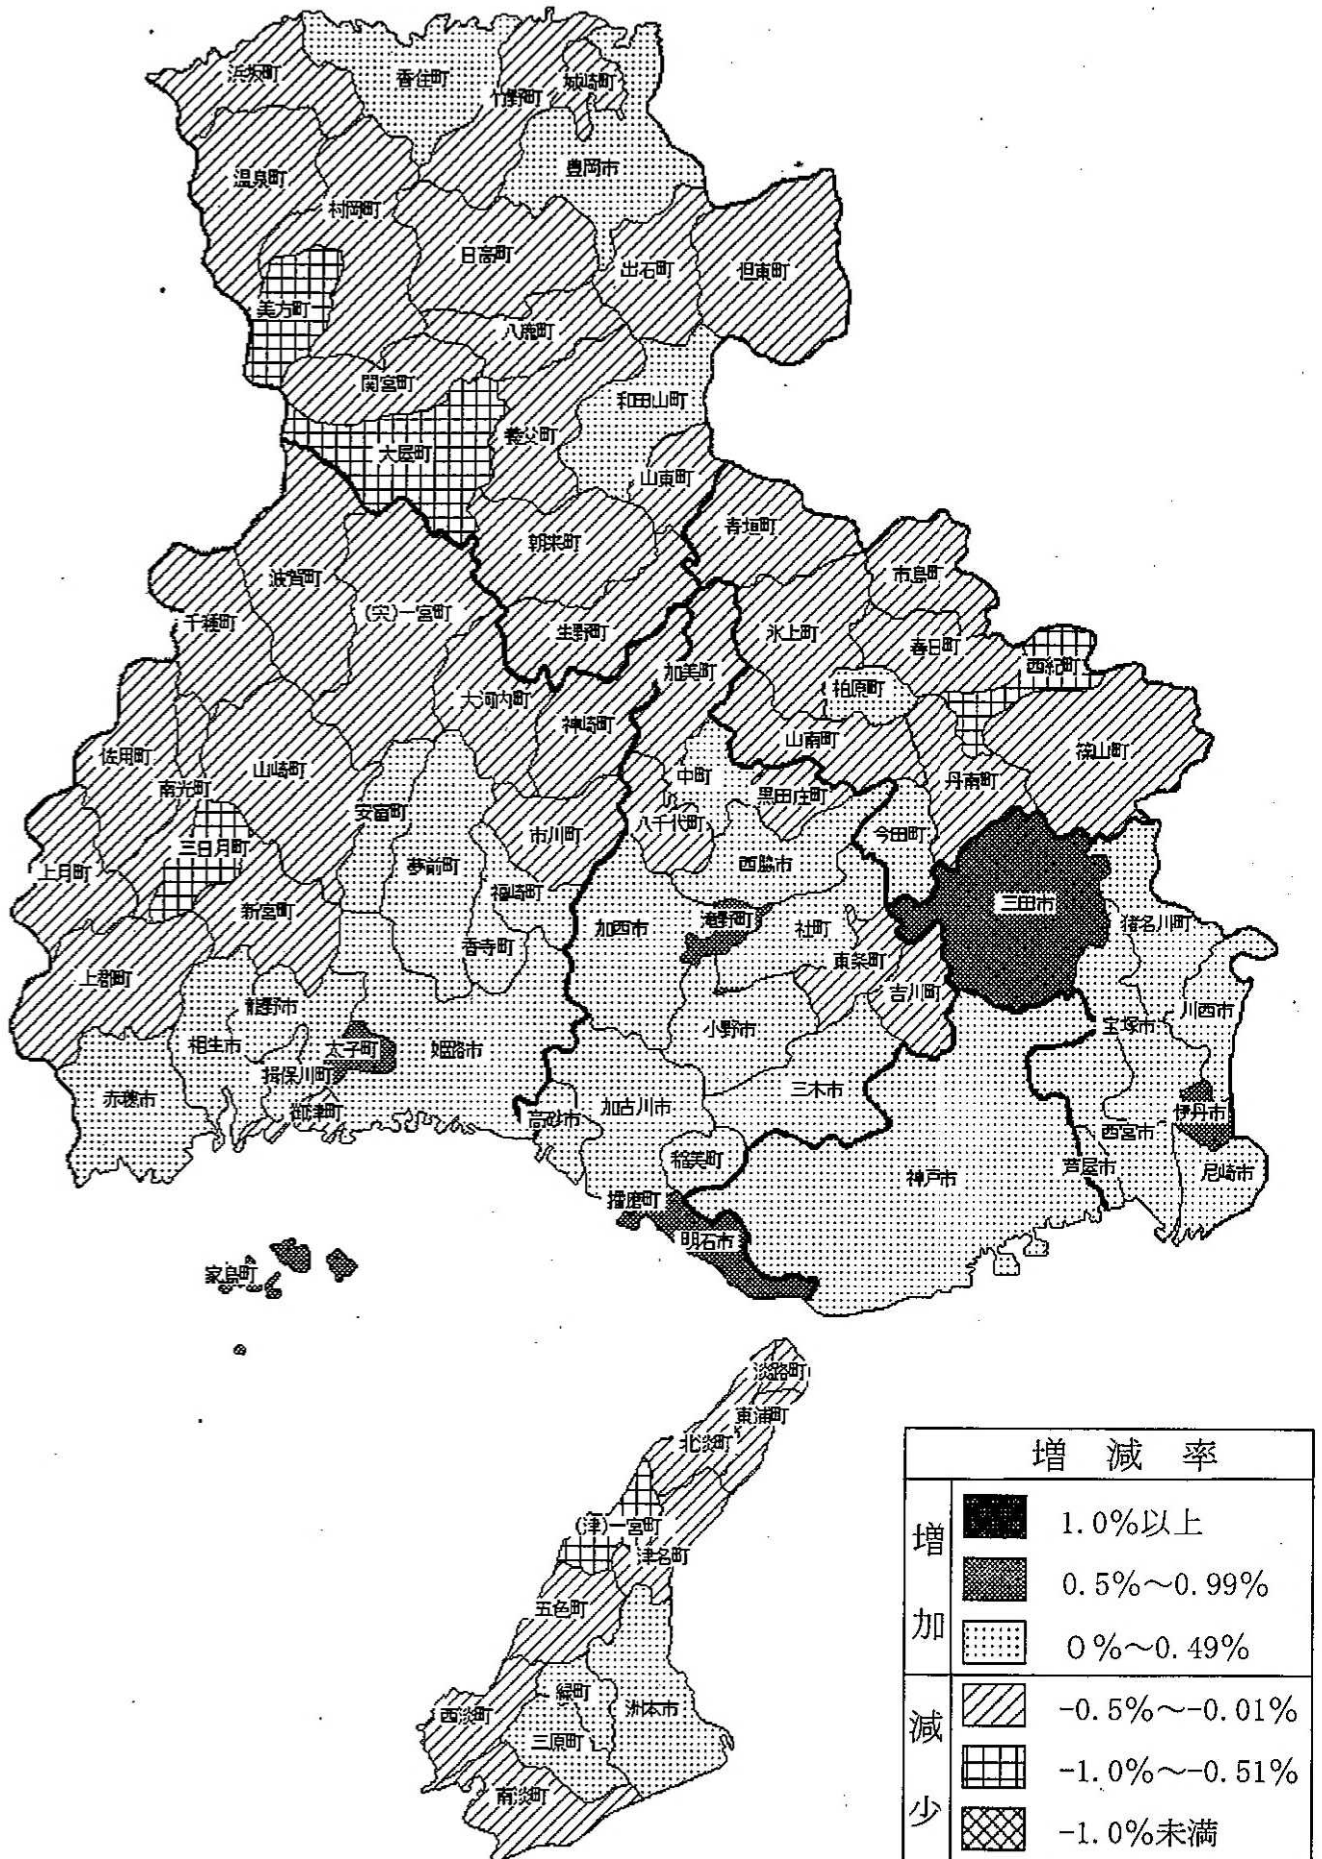 浜坂町
香住町
竹野町
城崎町
豊岡市
温泉町
村岡町
日高町
出石町
但東町
美方町
八鹿町
関宮町
和田山町
大屋町
養父町
山東町
青垣町
朝来町
市島町
波賀町
千種町
(宍)一宮町
生野町
氷上町
春日町
加美町
西紀町
柏原町
大河内町
神崎町
山南町
篠山町
佐用町
山崎町
南光町
中町
黒田庄町
丹南町
安富町
八千代町
市川町
今田町
三日月町
夢前町
西脇市
上月町
福崎町
三田市
新宮町
加西市
滝野町
社町
猪名川町
香寺町
東条町
上郡町
吉川町
龍野市
川西市
相生市
太子町
姫路市
小野市
宝塚市
揖保川町
赤穂市
御津町
高砂市
加古川市
三木市
伊丹市
西宮市
稲美町
神戸市
芦屋市
尼崎市
播磨町
明石市
家島町
淡路町
東浦町
北淡町
(津)一宮町
津名町
五色町
緑町
洲本市
西淡町
三原町
南淡町
増 減 率
増加
1.0%以上
0.5%～0.99%
0%～0.49%
減少
-0.5%～-0.01%
-1.0%～-0.51%
-1.0%未満